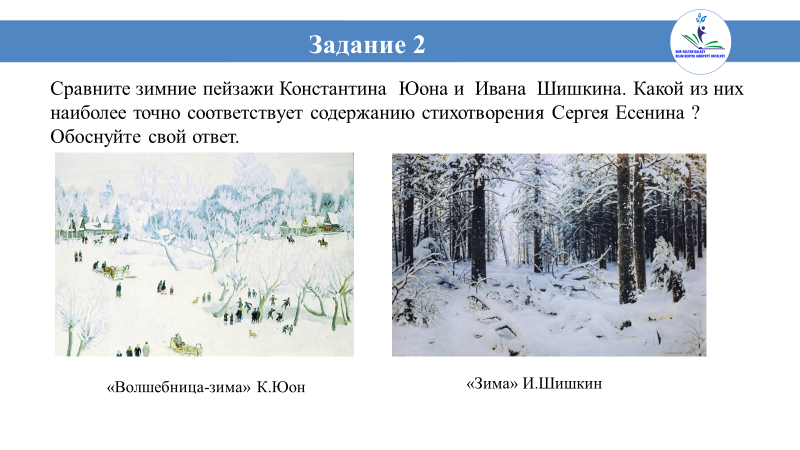 Задание 2
Сравните зимние пейзажи Константина Юона и Ивана Шишкина. Какой из них
наиболее точно соответствует содержанию стихотворения Сергея Есенина ?
Обоснуйте свой ответ.
«Волшебница-зима» К.Юон
«Зима» И.Шишкин